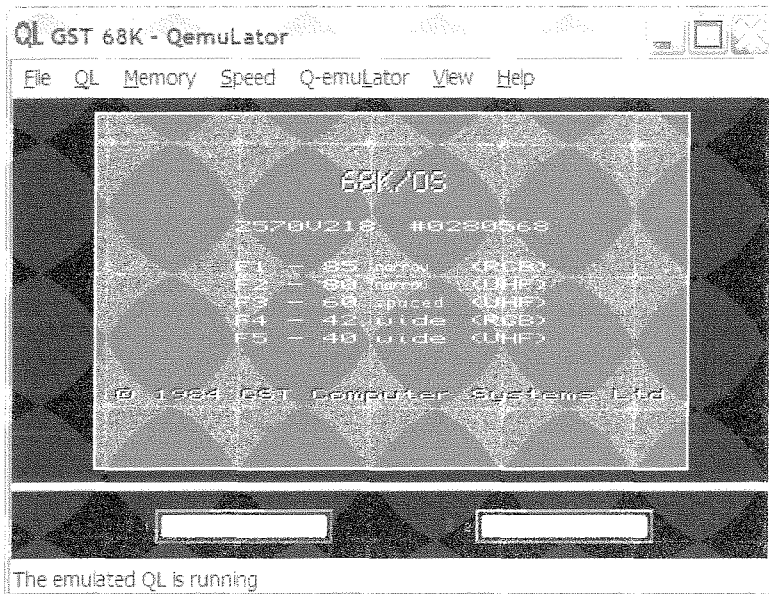 QL GST 68K - QemuLator
File QL Memory Speed Q-emuLator View Help
68K/OS
Z570V218 #0280568
F1 - 85 narrow (RGB)
F2 - 80 narrow (UHF)
F3 - 60 spaced (UHF)
F4 - 42 wide (RGB)
F5 - 40 wide (UHF)
© 1984 GST Computer Systems Ltd
The emulated QL is running